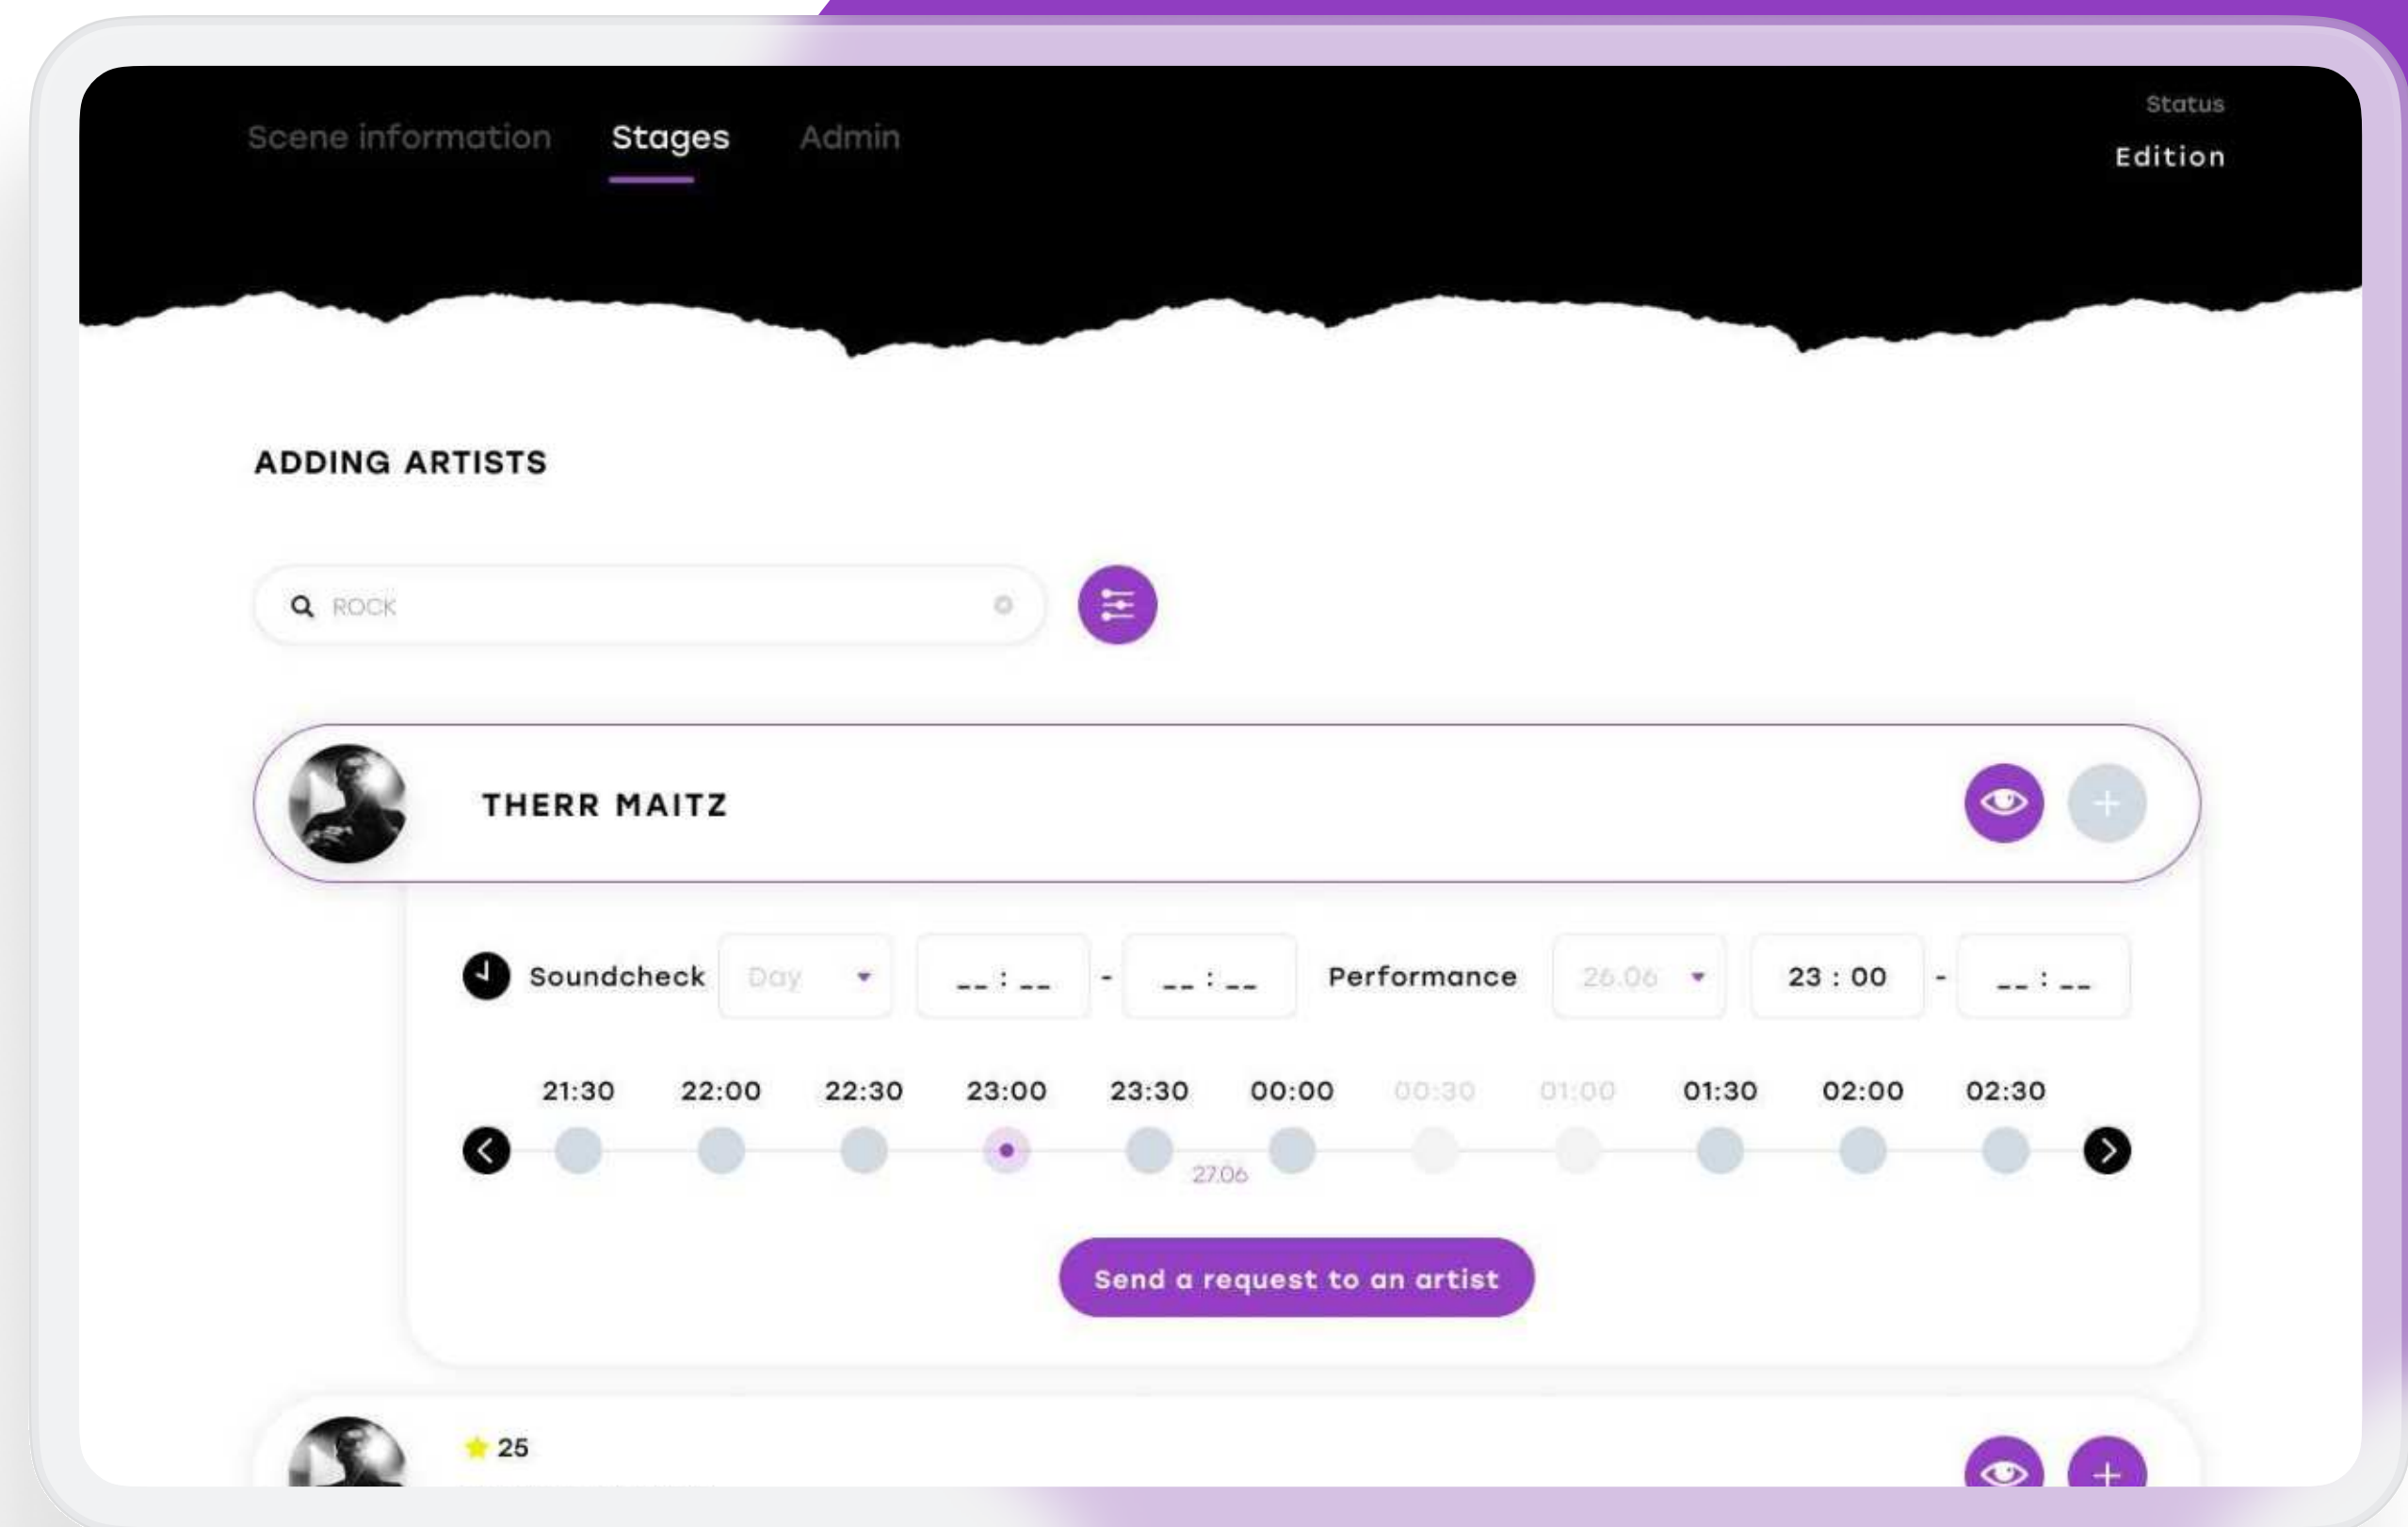 Scene information Stages Admin
Status
Edition
ADDING ARTISTS
ROCK
THERR MAITZ
Soundcheck Day __ : __ - __ : __ Performance 26.06 23 : 00 - __ : __
21:30 22:00 22:30 23:00 23:30 00:00 00:30 01:00 01:30 02:00 02:30
27.06
Send a request to an artist
25